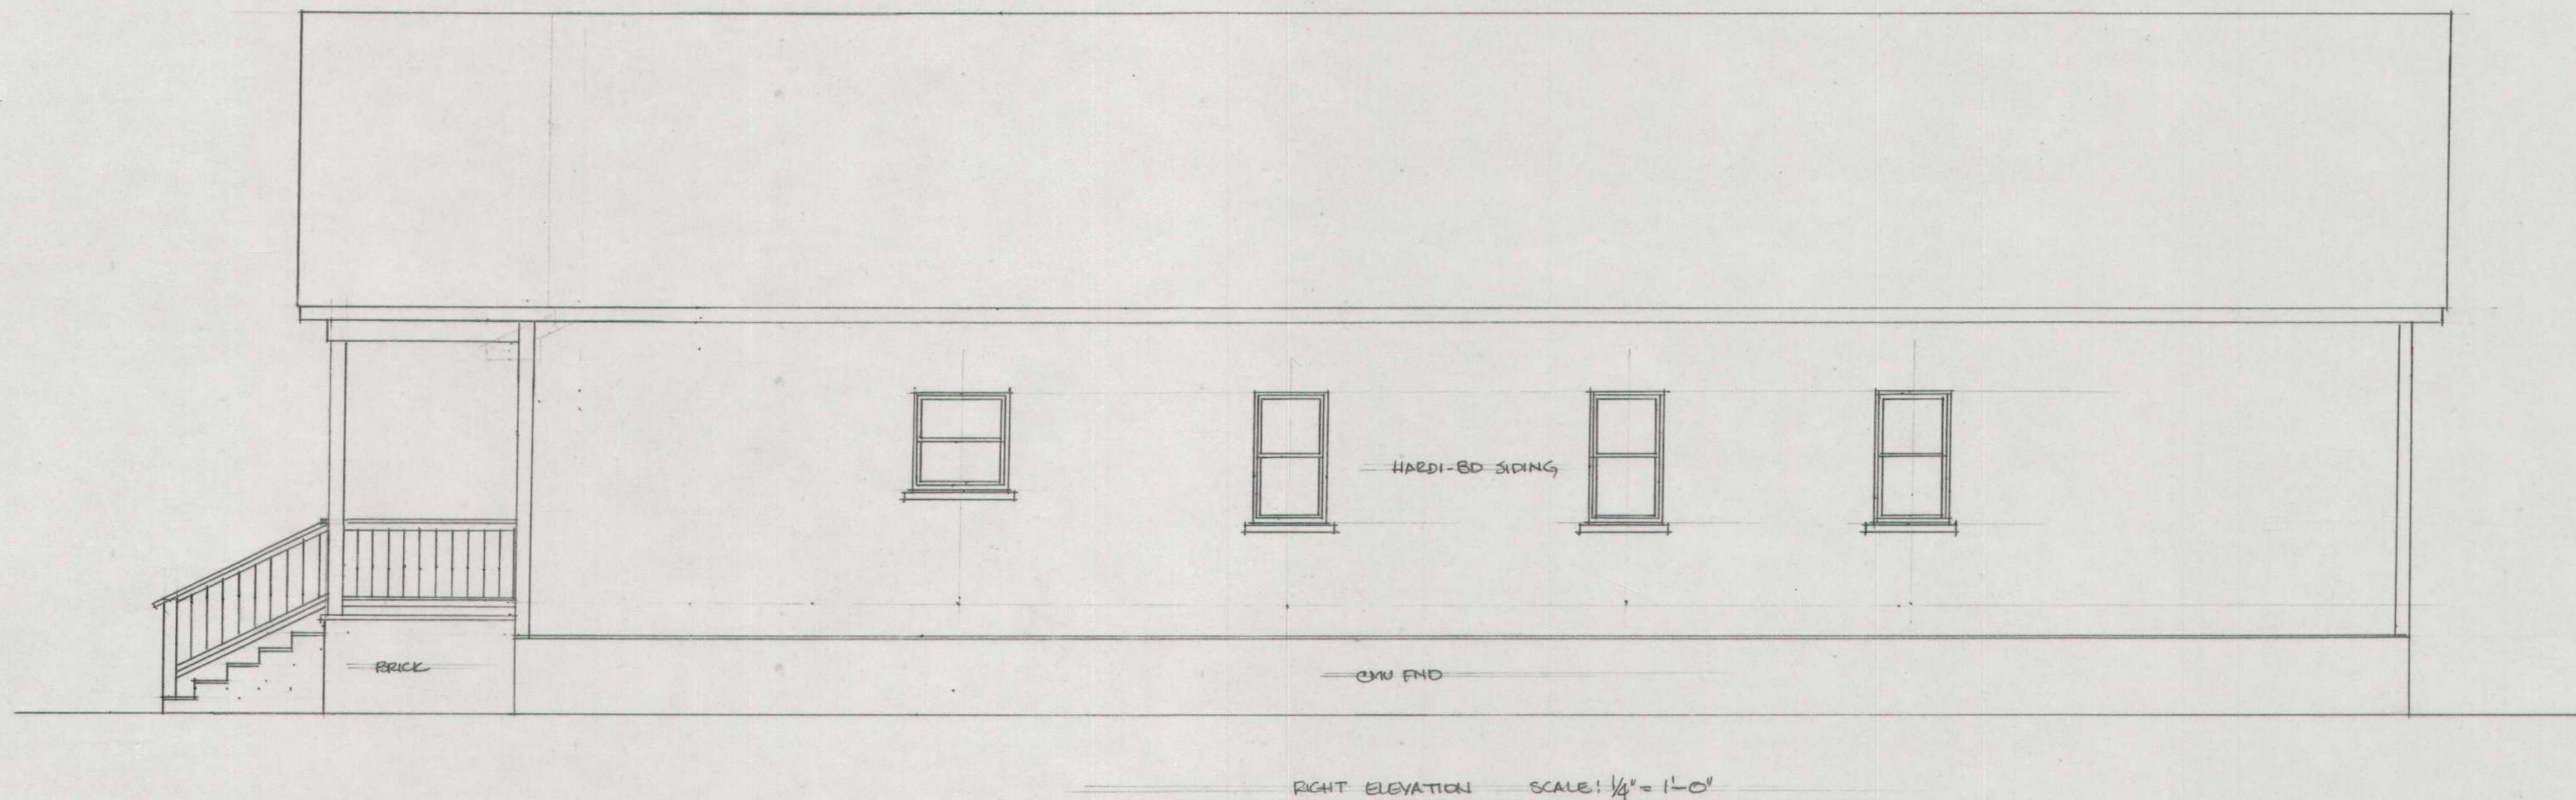 HARDI-BD SIDING
BRICK
CMU FND
RIGHT ELEVATION SCALE: 1/4" = 1'-0"